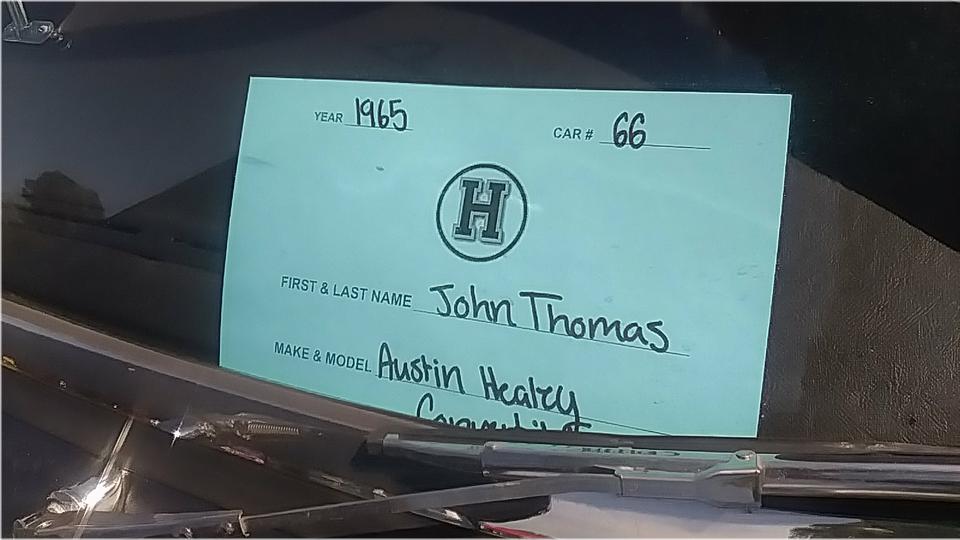 YEAR 1965 CAR # 66
H
FIRST & LAST NAME John Thomas
MAKE & MODEL Austin Healey